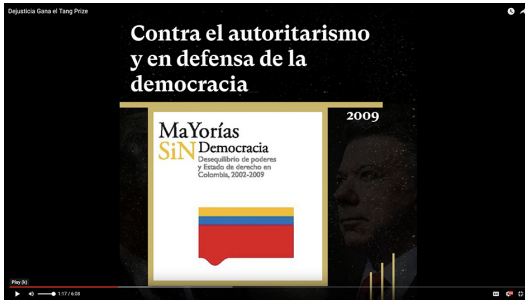 Dejusticia Gana el Tang Prize
Contra el autoritarismo
y en defensa de la
democracia
2009
MaYorías
SiN Democracia
Desequilibrio de poderes
y Estado de derecho en
Colombia, 2002-2009
Play (k)
1:17 / 6:08